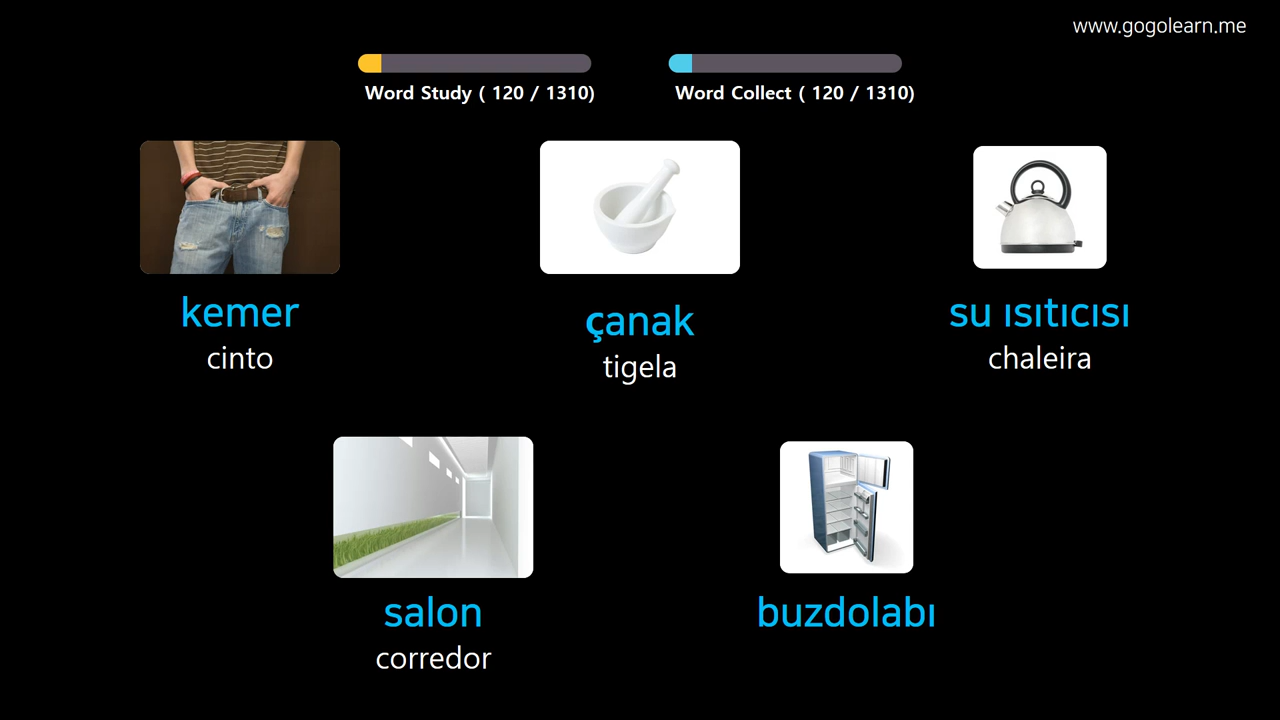 www.gogolearn.me
Word Study ( 120 / 1310)
Word Collect ( 120 / 1310)
kemer
cinto
çanak
tigela
su ısıtıcısı
chaleira
salon
corredor
buzdolabı